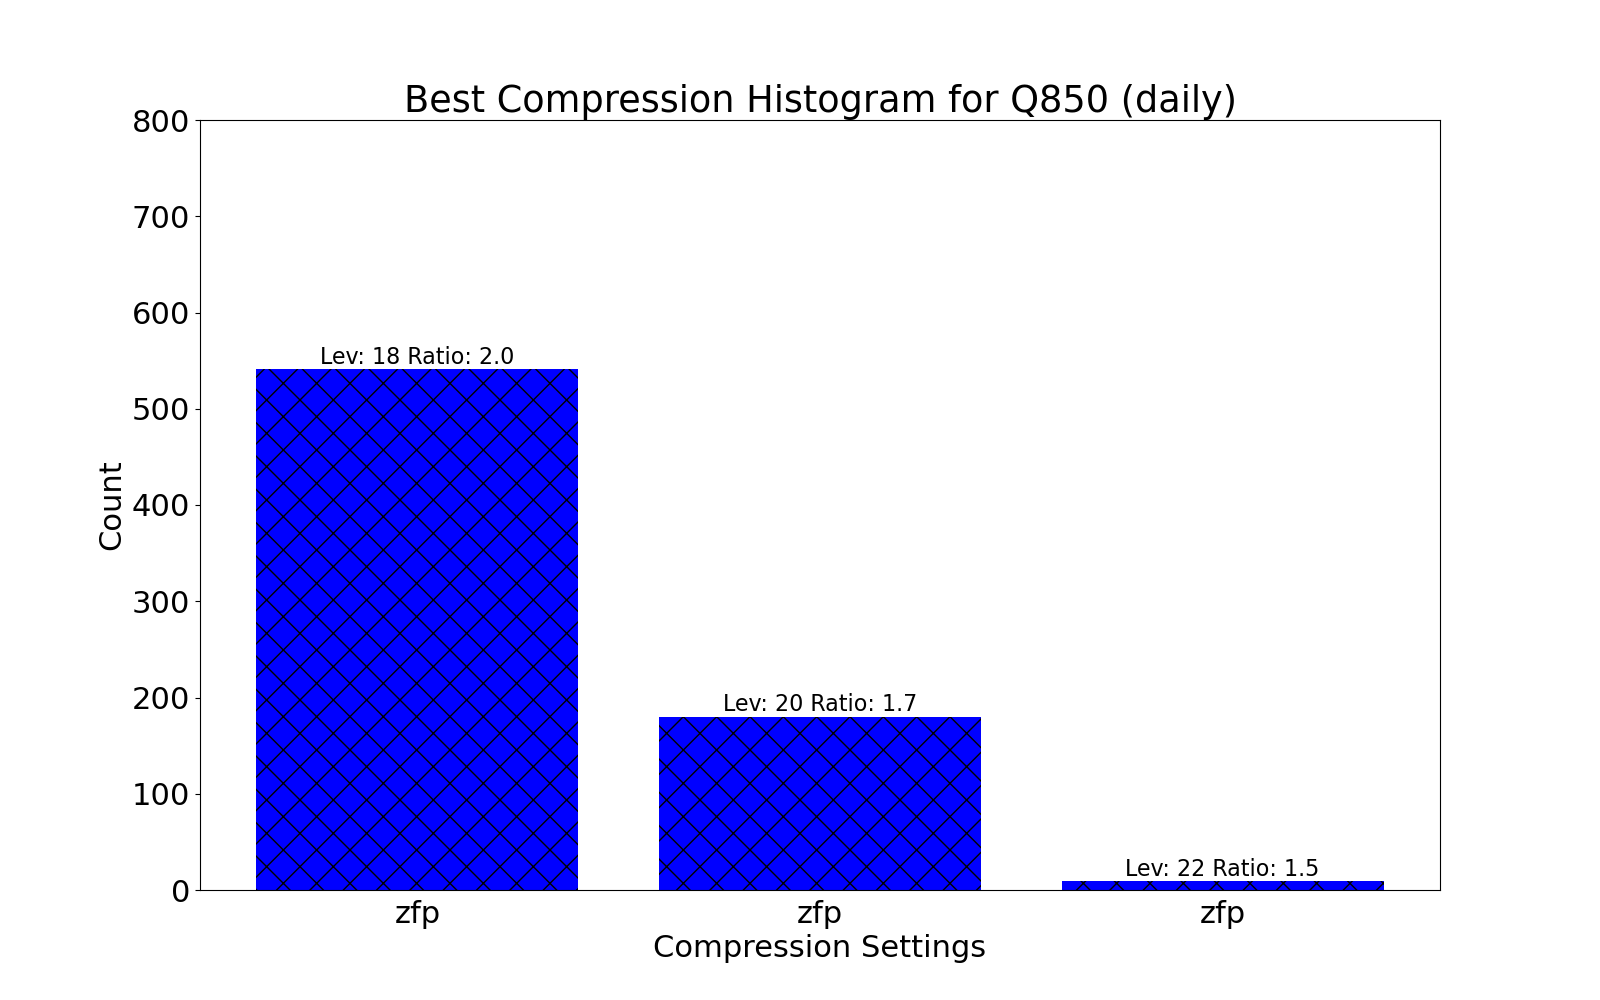 Best Compression Histogram for Q850 (daily)
800
700
600
500
400
300
200
100
0
Count
Lev: 18 Ratio: 2.0
Lev: 20 Ratio: 1.7
Lev: 22 Ratio: 1.5
zfp zfp zfp
Compression Settings